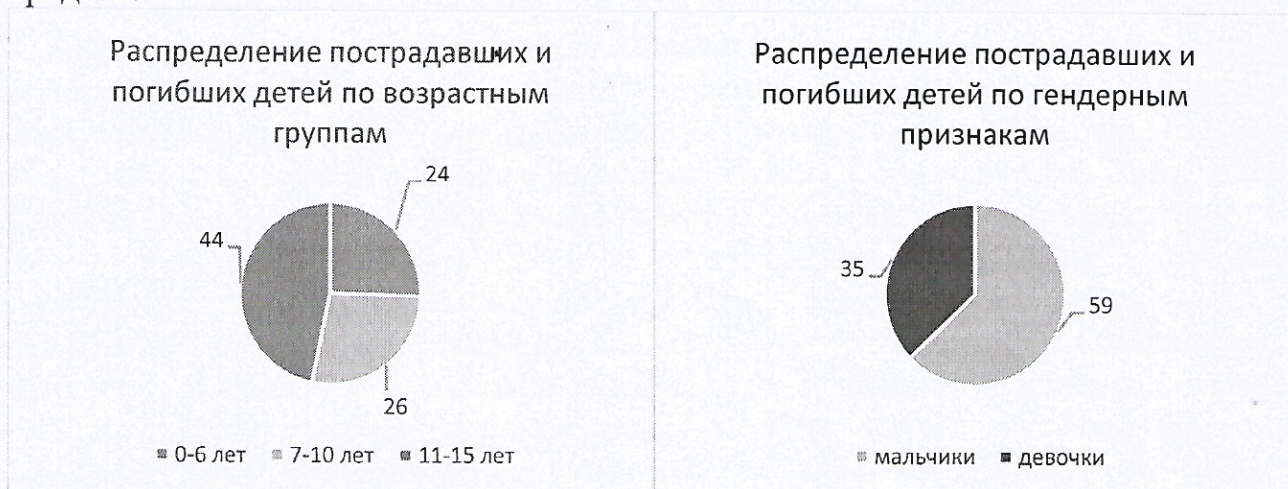 Распределение пострадавших и
погибших детей по возрастным
группам
24
44
26
0-6 лет 7-10 лет 11-15 лет
Распределение пострадавших и
погибших детей по гендерным
признакам
35
59
мальчики девочки